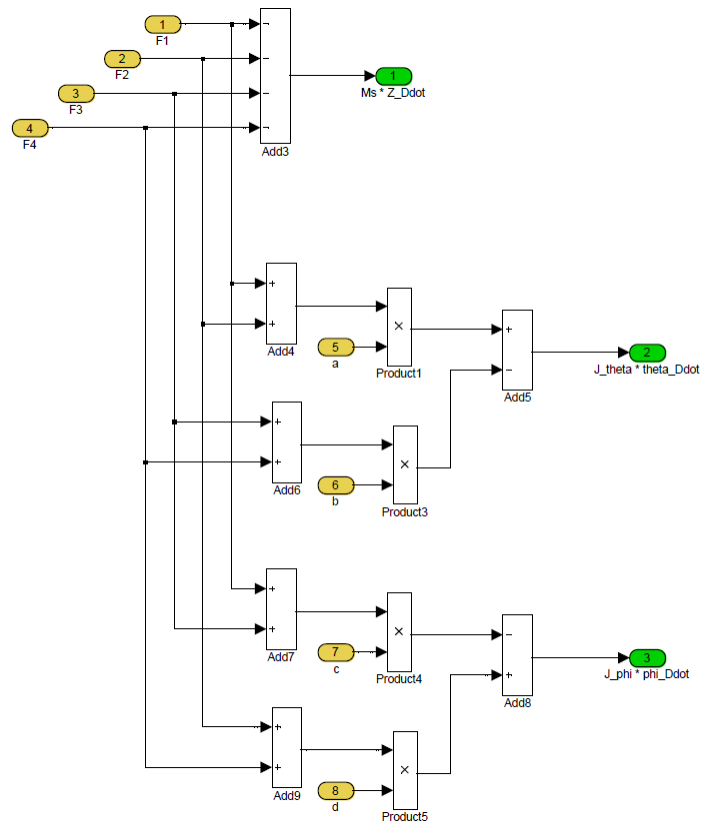 1
F1
2
F2
3
F3
4
F4
−
−
−
−
Add3
1
Ms * Z_Ddot
+
+
Add4
5
a
×
Product1
+
−
Add5
2
J_theta * theta_Ddot
+
+
Add6
6
b
×
Product3
+
+
Add7
7
c
×
Product4
−
+
Add8
3
J_phi * phi_Ddot
+
+
Add9
8
d
×
Product5